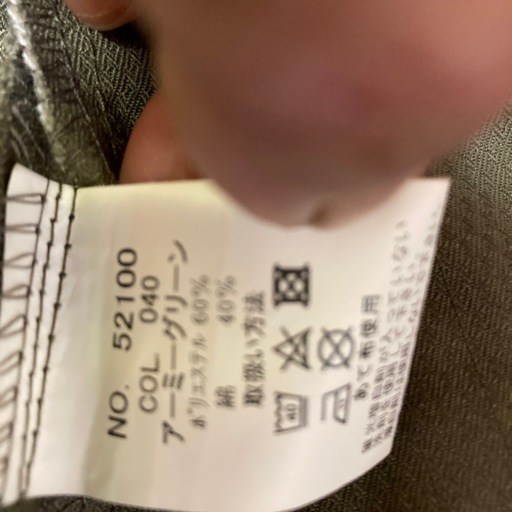 NO. 52100
COL 040
アーミーグリーン
ポリエステル 60%
綿 40%
取扱い方法
40
あて布使用